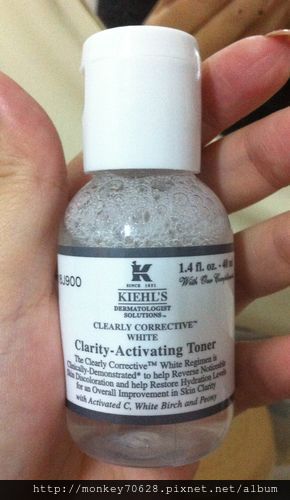 K
SINCE 1851
KIEHL'S
DERMATOLOGIST
SOLUTIONS™
1.4 fl. oz. - 40
With Our Compliments
BJ900
CLEARLY CORRECTIVE™
WHITE
Clarity-Activating Toner
The Clearly Corrective™ White Regimen is
Clinically-Demonstrated* to help Reverse Noticeable
Skin Discoloration and help Restore Hydration Levels
for an Overall Improvement in Skin Clarity
with Activated C, White Birch and Peony
http://monkey70628.pixnet.net/album